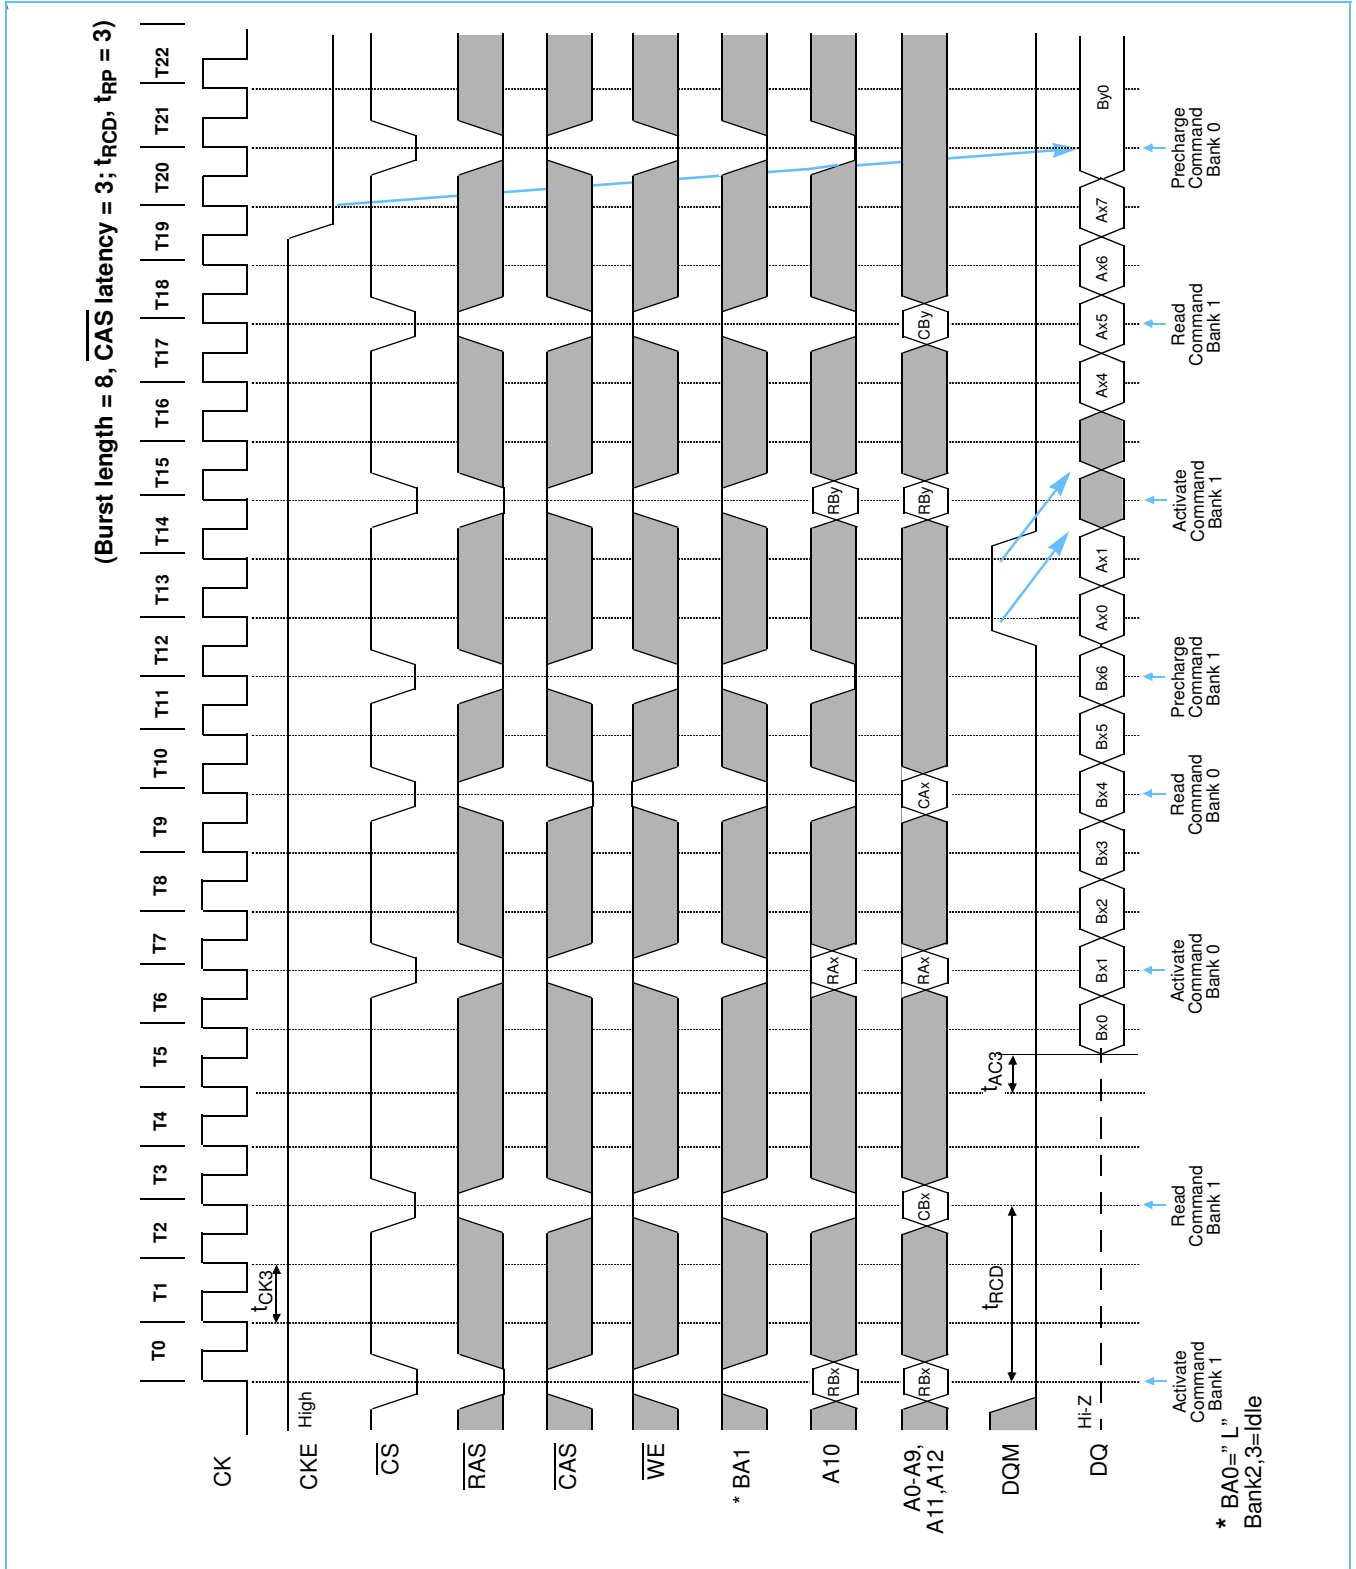 (Burst length = 8, CAS latency = 3; tRCD, tRP = 3)
T0 T1 T2 T3 T4 T5 T6 T7 T8 T9 T10 T11 T12 T13 T14 T15 T16 T17 T18 T19 T20 T21 T22
CK
tCK3
CKE
High
CS
RAS
CAS
WE
* BA1
A10
RBx RAx RBy
A0-A9,
A11,A12
RBx CBx RAx CAx RBy CBy
DQM
tRCD
tAC3
DQ
Hi-Z
Bx0 Bx1 Bx2 Bx3 Bx4 Bx5 Bx6 Ax0 Ax1 Ax4 Ax5 Ax6 Ax7 By0
Activate
Command
Bank 1
Read
Command
Bank 1
Activate
Command
Bank 0
Read
Command
Bank 0
Precharge
Command
Bank 1
Activate
Command
Bank 1
Read
Command
Bank 1
Precharge
Command
Bank 0
* BA0=" L"
Bank2,3=Idle